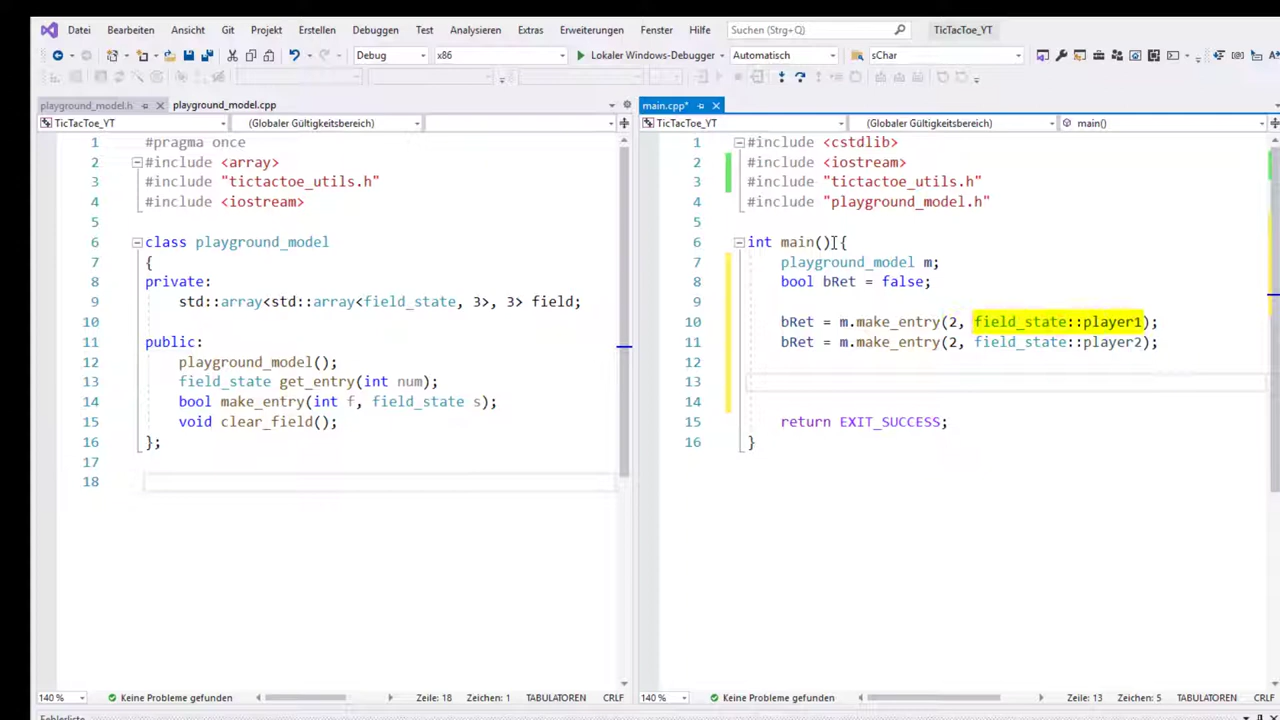 Datei Bearbeiten Ansicht Git Projekt Erstellen Debuggen Test Analysieren Extras Erweiterungen Fenster Hilfe Suchen (Strg+Q) TicTacToe_YT
Debug x86 Lokaler Windows-Debugger Automatisch sChar
playground_model.h playground_model.cpp
TicTacToe_YT (Globaler Gültigkeitsbereich)
1 #pragma once
2 #include <array>
3 #include "tictactoe_utils.h"
4 #include <iostream>
5
6 class playground_model
7 {
8 private:
9 std::array<std::array<field_state, 3>, 3> field;
10
11 public:
12 playground_model();
13 field_state get_entry(int num);
14 bool make_entry(int f, field_state s);
15 void clear_field();
16 };
17
18
140 % Keine Probleme gefunden Zeile: 18 Zeichen: 1 TABULATOREN CRLF
main.cpp*
TicTacToe_YT (Globaler Gültigkeitsbereich) main()
1 #include <cstdlib>
2 #include <iostream>
3 #include "tictactoe_utils.h"
4 #include "playground_model.h"
5
6 int main() {
7 playground_model m;
8 bool bRet = false;
9
10 bRet = m.make_entry(2, field_state::player1);
11 bRet = m.make_entry(2, field_state::player2);
12
13
14
15 return EXIT_SUCCESS;
16 }
140 % Keine Probleme gefunden Zeile: 13 Zeichen: 5 TABULATOREN CRLF
Fehlerliste